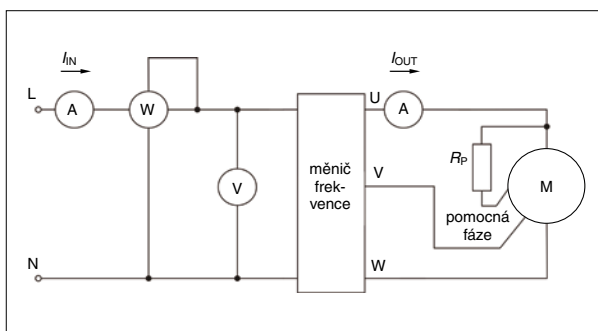 I_IN
I_OUT
L
A
W
U
A
V
měnič
frek-
vence
R_P
V
M
pomocná
fáze
N
W